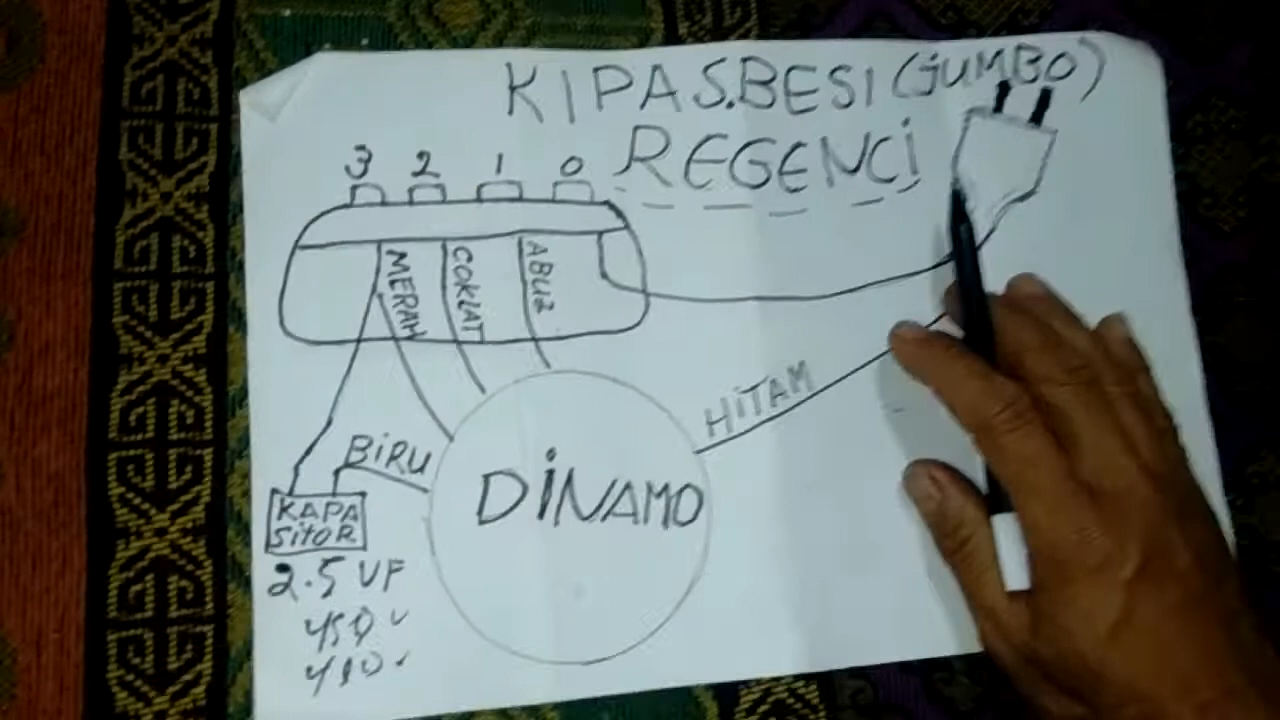 KIPAS.BESI (JUMBO)
REGENCi
3 2 1 0
MERAH
COKLAT
ABU2
HiTAM
BiRU
DiNAMO
KAPA
SitOR
2.5 UF
450 v